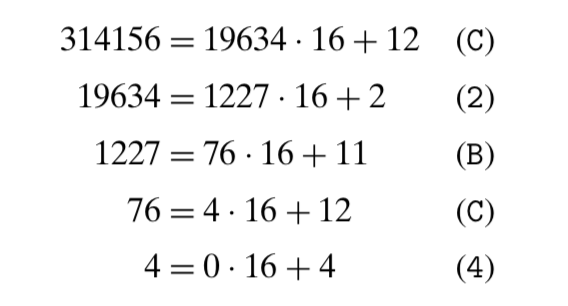 314156 = 19634 · 16 + 12 (C)
19634 = 1227 · 16 + 2 (2)
1227 = 76 · 16 + 11 (B)
76 = 4 · 16 + 12 (C)
4 = 0 · 16 + 4 (4)